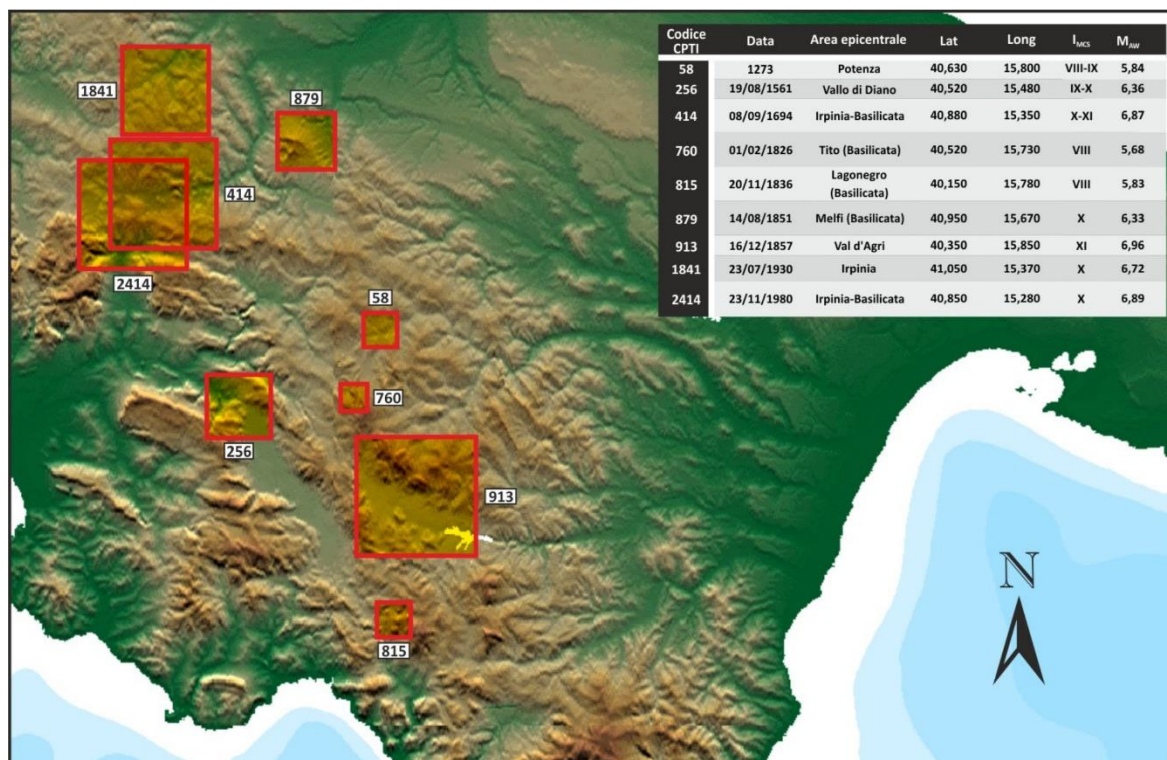 Codice CPTI Data Area epicentrale Lat Long IMCS MAW
58 1273 Potenza 40,630 15,800 VIII-IX 5,84
256 19/08/1561 Vallo di Diano 40,520 15,480 IX-X 6,36
414 08/09/1694 Irpinia-Basilicata 40,880 15,350 X-XI 6,87
760 01/02/1826 Tito (Basilicata) 40,520 15,730 VIII 5,68
815 20/11/1836 Lagonegro (Basilicata) 40,150 15,780 VIII 5,83
879 14/08/1851 Melfi (Basilicata) 40,950 15,670 X 6,33
913 16/12/1857 Val d'Agri 40,350 15,850 XI 6,96
1841 23/07/1930 Irpinia 41,050 15,370 X 6,72
2414 23/11/1980 Irpinia-Basilicata 40,850 15,280 X 6,89
1841
879
414
2414
58
760
256
913
815
N